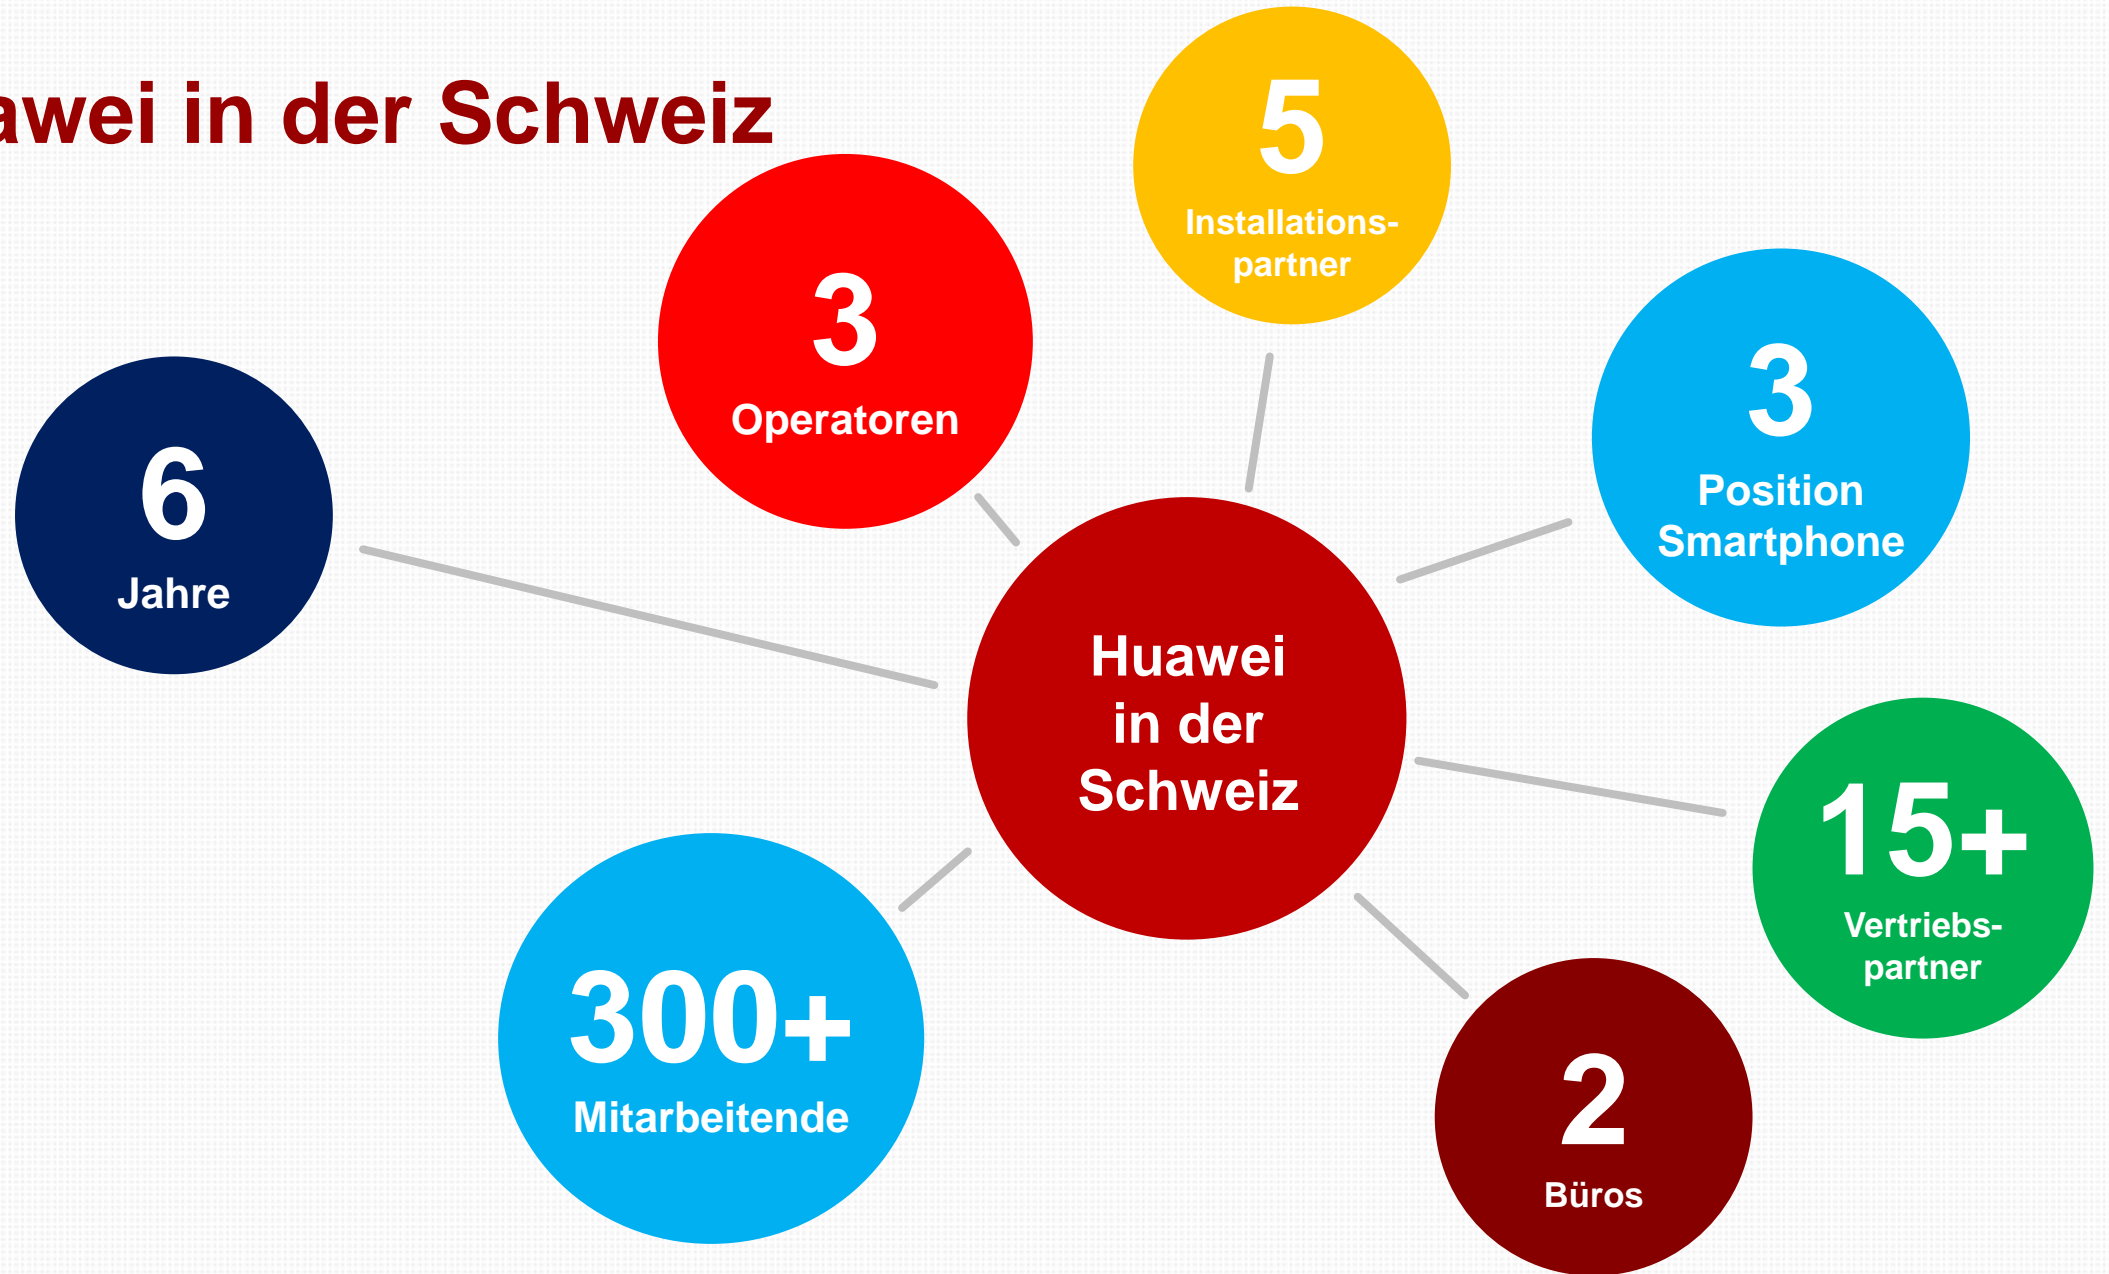 awei in der Schweiz
5
Installations-
partner
3
Operatoren
3
Position
Smartphone
6
Jahre
Huawei
in der
Schweiz
15+
Vertriebs-
partner
300+
Mitarbeitende
2
Büros